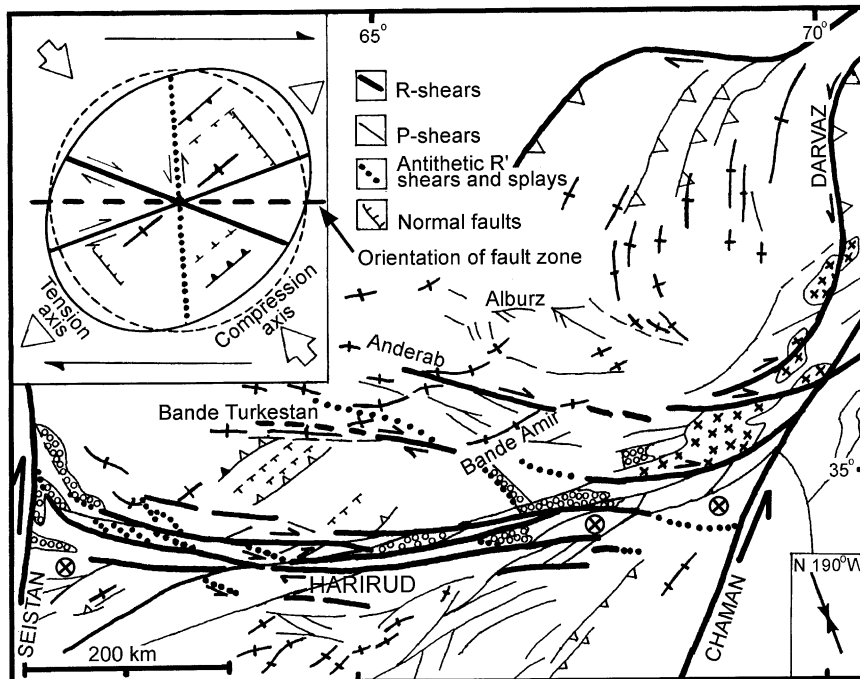 65°
70°
R-shears
P-shears
Antithetic R'
shears and splays
Normal faults
Orientation of fault zone
Tension
axis
Compression
axis
DARVAZ
Alburz
Anderab
Bande Turkestan
Bande Amir
35°
HARIRUD
SEISTAN
CHAMAN
N 190°W
200 km